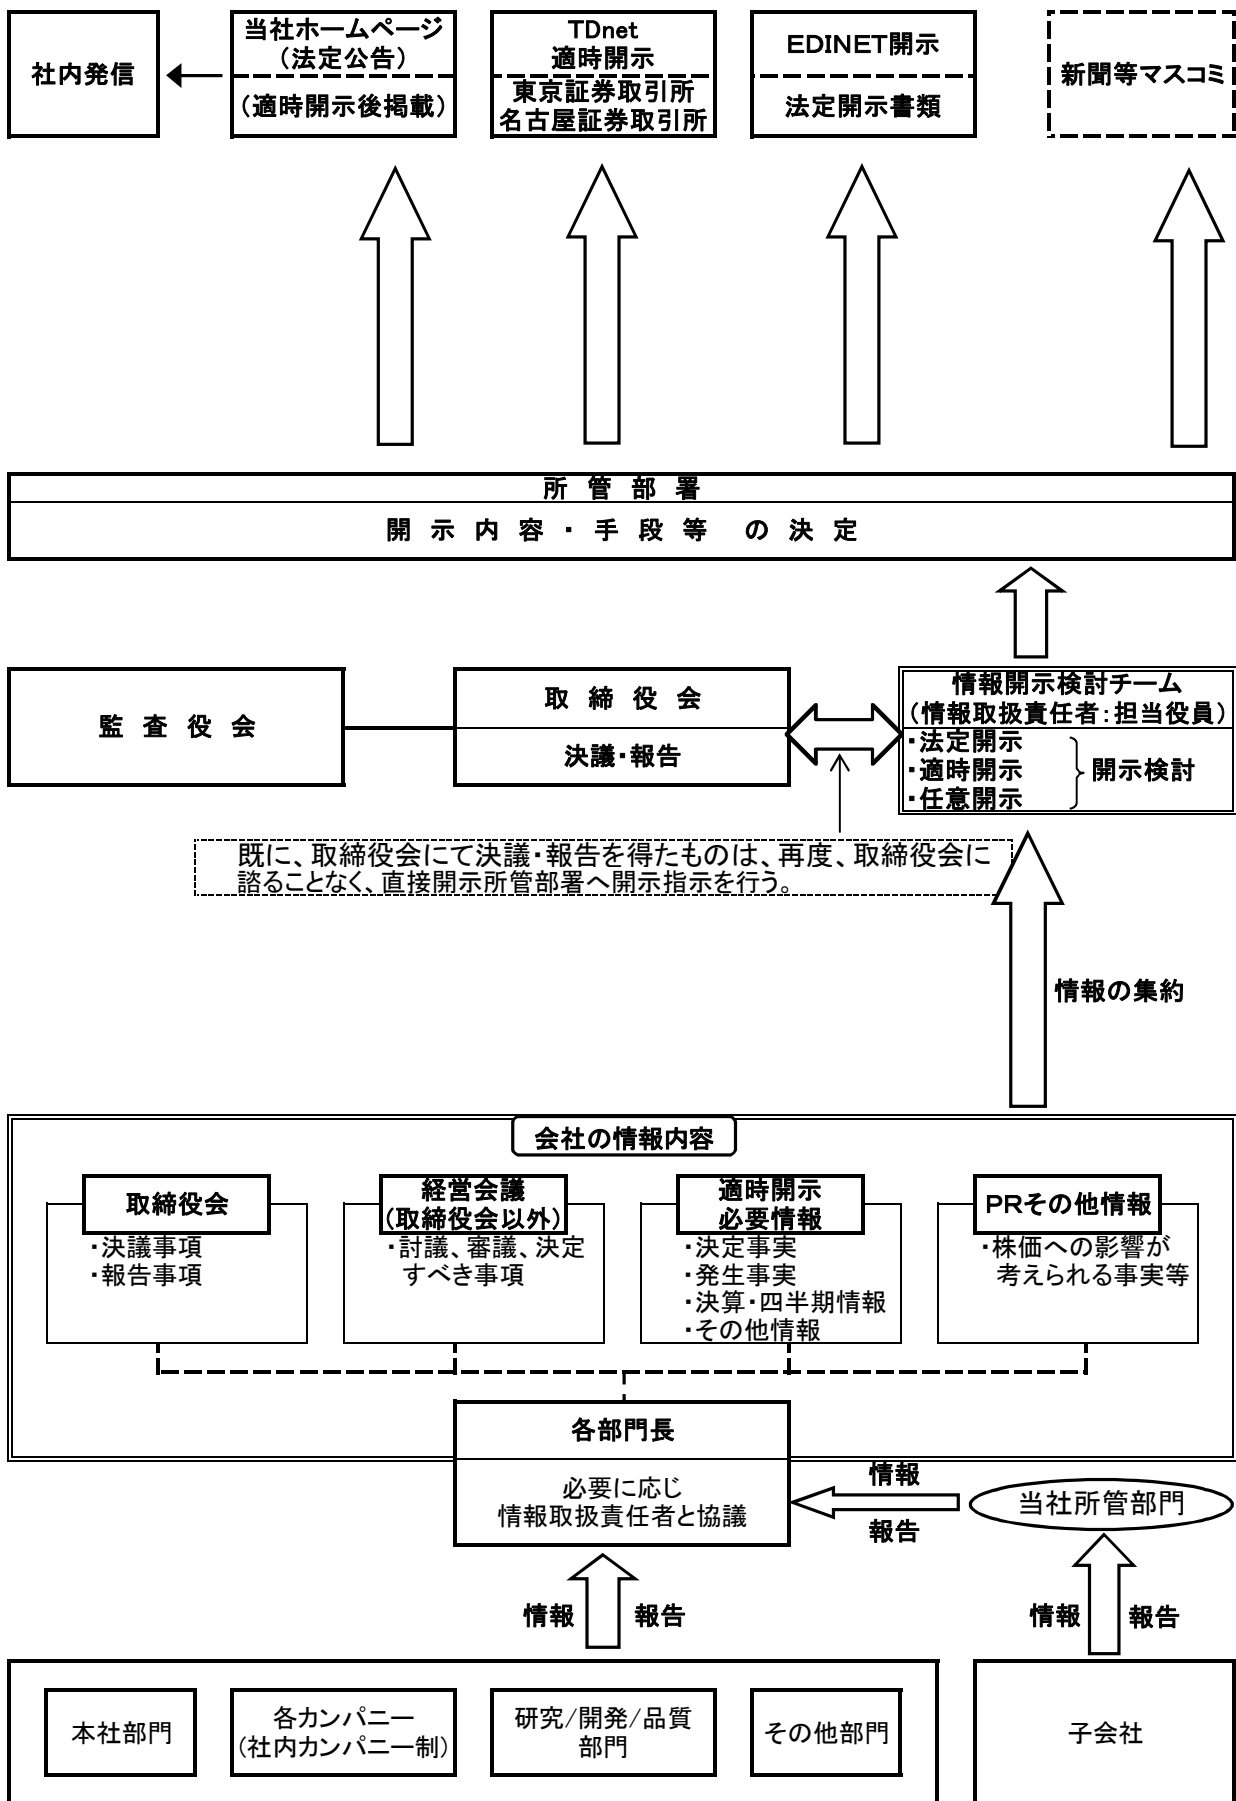 社内発信
当社ホームページ
(法定公告)
(適時開示後掲載)
TDnet
適時開示
東京証券取引所
名古屋証券取引所
EDINET開示
法定開示書類
新聞等マスコミ
所管部署
開示内容・手段等の決定
監査役会
取締役会
決議・報告
情報開示検討チーム
(情報取扱責任者:担当役員)
・法定開示
・適時開示
・任意開示
開示検討
既に、取締役会にて決議・報告を得たものは、再度、取締役会に
諮ることなく、直接開示所管部署へ開示指示を行う。
情報の集約
会社の情報内容
取締役会
・決議事項
・報告事項
経営会議
(取締役会以外)
・討議、審議、決定
すべき事項
適時開示
必要情報
・決定事実
・発生事実
・決算・四半期情報
・その他情報
PRその他情報
・株価への影響が
考えられる事実等
各部門長
必要に応じ
情報取扱責任者と協議
情報
報告
当社所管部門
情報 報告
情報 報告
本社部門
各カンパニー
(社内カンパニー制)
研究/開発/品質
部門
その他部門
子会社